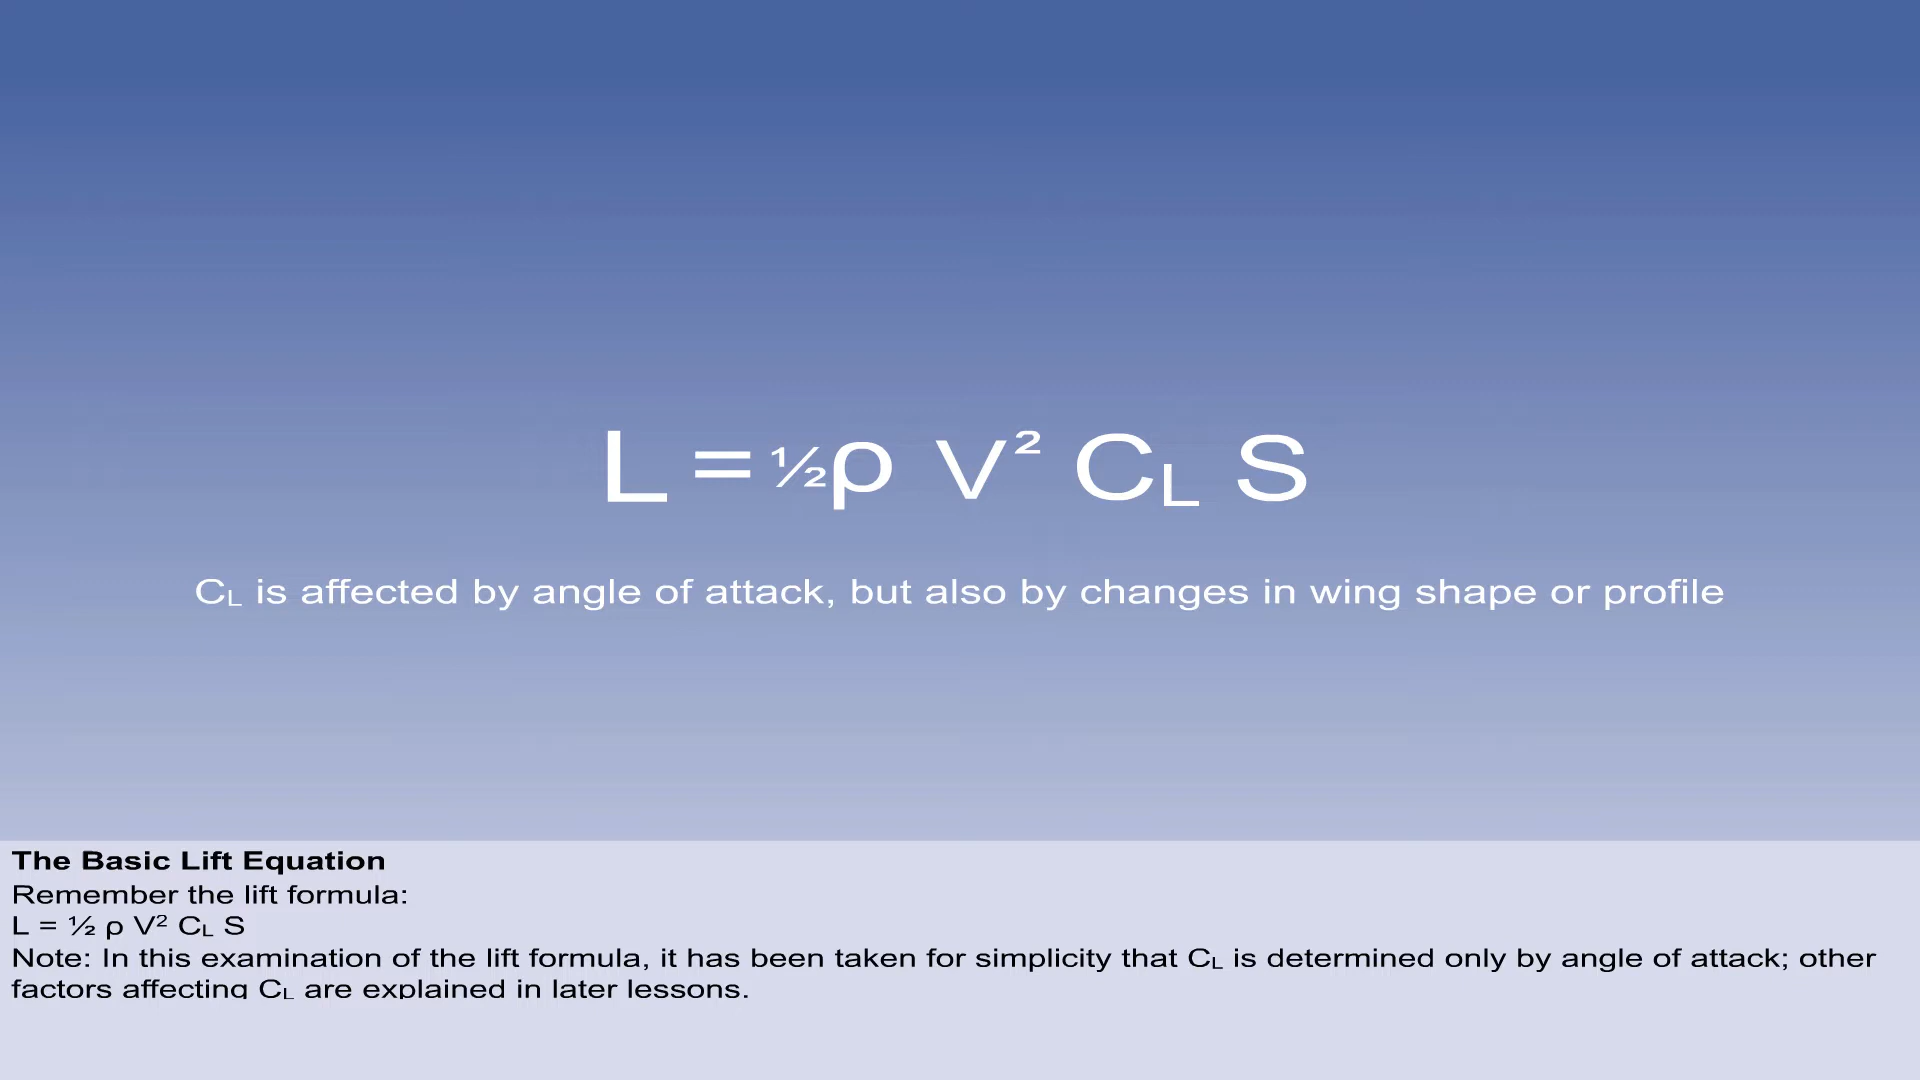 L = ½ρ V² CL S
CL is affected by angle of attack, but also by changes in wing shape or profile
The Basic Lift Equation
Remember the lift formula:
L = ½ ρ V² CL S
Note: In this examination of the lift formula, it has been taken for simplicity that CL is determined only by angle of attack; other
factors affecting CL are explained in later lessons.